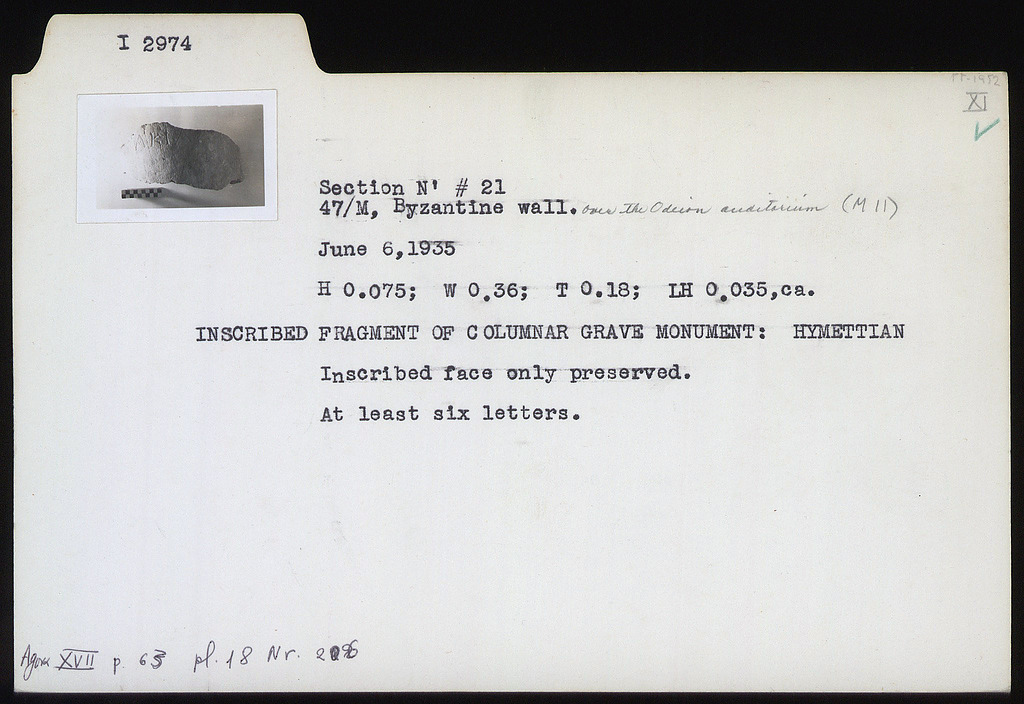 I 2974
XI
Section N' # 21
47/M, Byzantine wall. over the Odeion auditorium (M 11)
June 6,1935
H 0.075; W 0.36; T 0.18; LH 0.035,ca.
INSCRIBED FRAGMENT OF COLUMNAR GRAVE MONUMENT: HYMETTIAN
Inscribed face only preserved.
At least six letters.
Agora XVII p. 63 pl. 18 Nr.